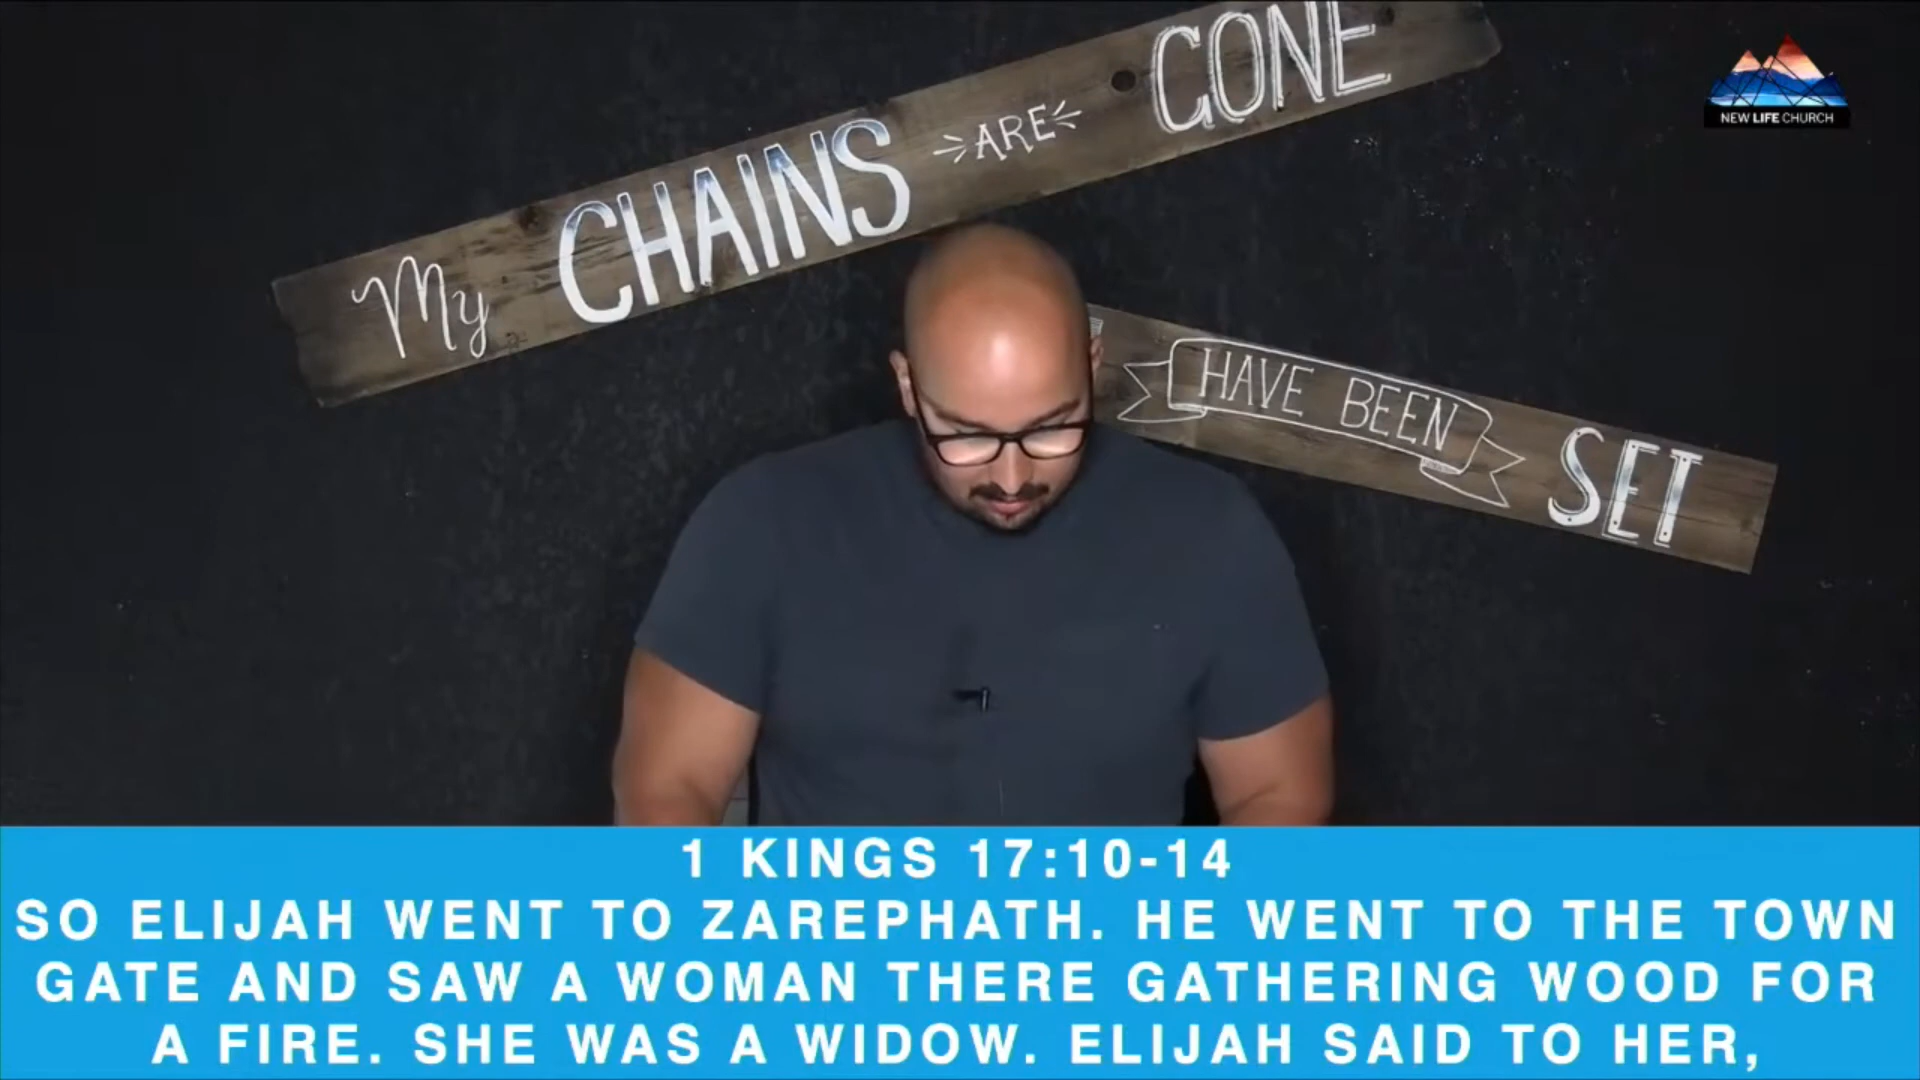 My CHAINS ARE GONE
NEW LIFE CHURCH
HAVE BEEN SET
1 KINGS 17:10-14
SO ELIJAH WENT TO ZAREPHATH. HE WENT TO THE TOWN
GATE AND SAW A WOMAN THERE GATHERING WOOD FOR
A FIRE. SHE WAS A WIDOW. ELIJAH SAID TO HER,